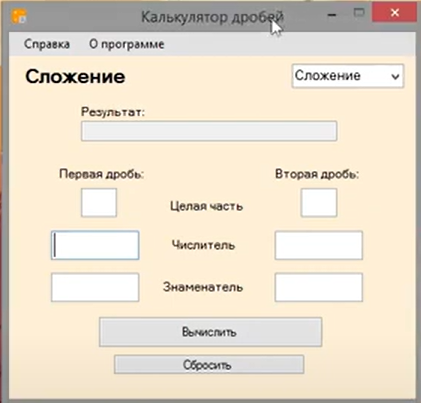 Калькулятор дробей
Справка О программе
Сложение Сложение
Результат:
Первая дробь: Вторая дробь:
Целая часть
Числитель
Знаменатель
Вычислить
Сбросить